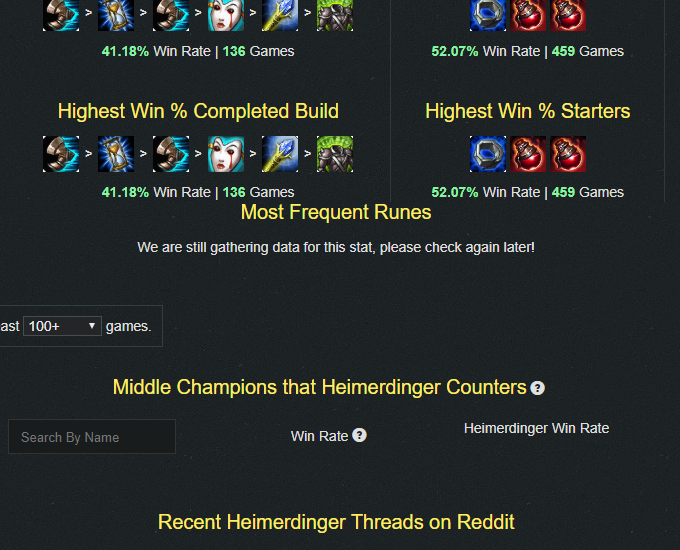 > > > > >
41.18% Win Rate | 136 Games
52.07% Win Rate | 459 Games
Highest Win % Completed Build
Highest Win % Starters
> > > > >
41.18% Win Rate | 136 Games
52.07% Win Rate | 459 Games
Most Frequent Runes
We are still gathering data for this stat, please check again later!
ast 100+ games.
Middle Champions that Heimerdinger Counters ?
Search By Name
Win Rate ?
Heimerdinger Win Rate
Recent Heimerdinger Threads on Reddit